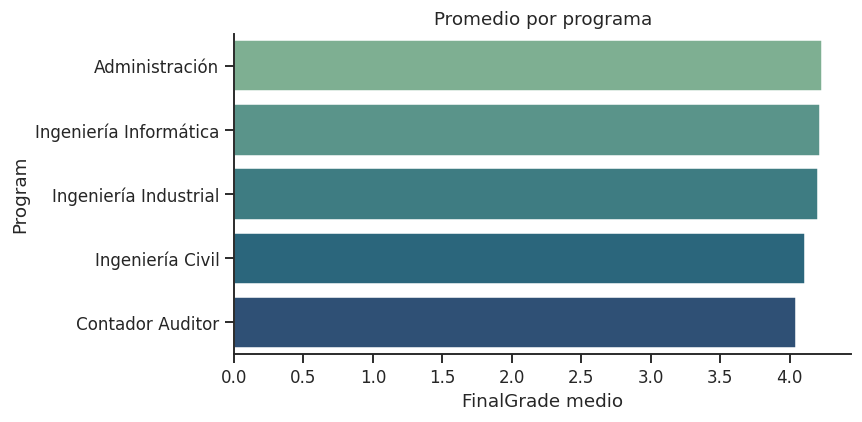 Promedio por programa
Program
Administración
Ingeniería Informática
Ingeniería Industrial
Ingeniería Civil
Contador Auditor
0.0 0.5 1.0 1.5 2.0 2.5 3.0 3.5 4.0
FinalGrade medio